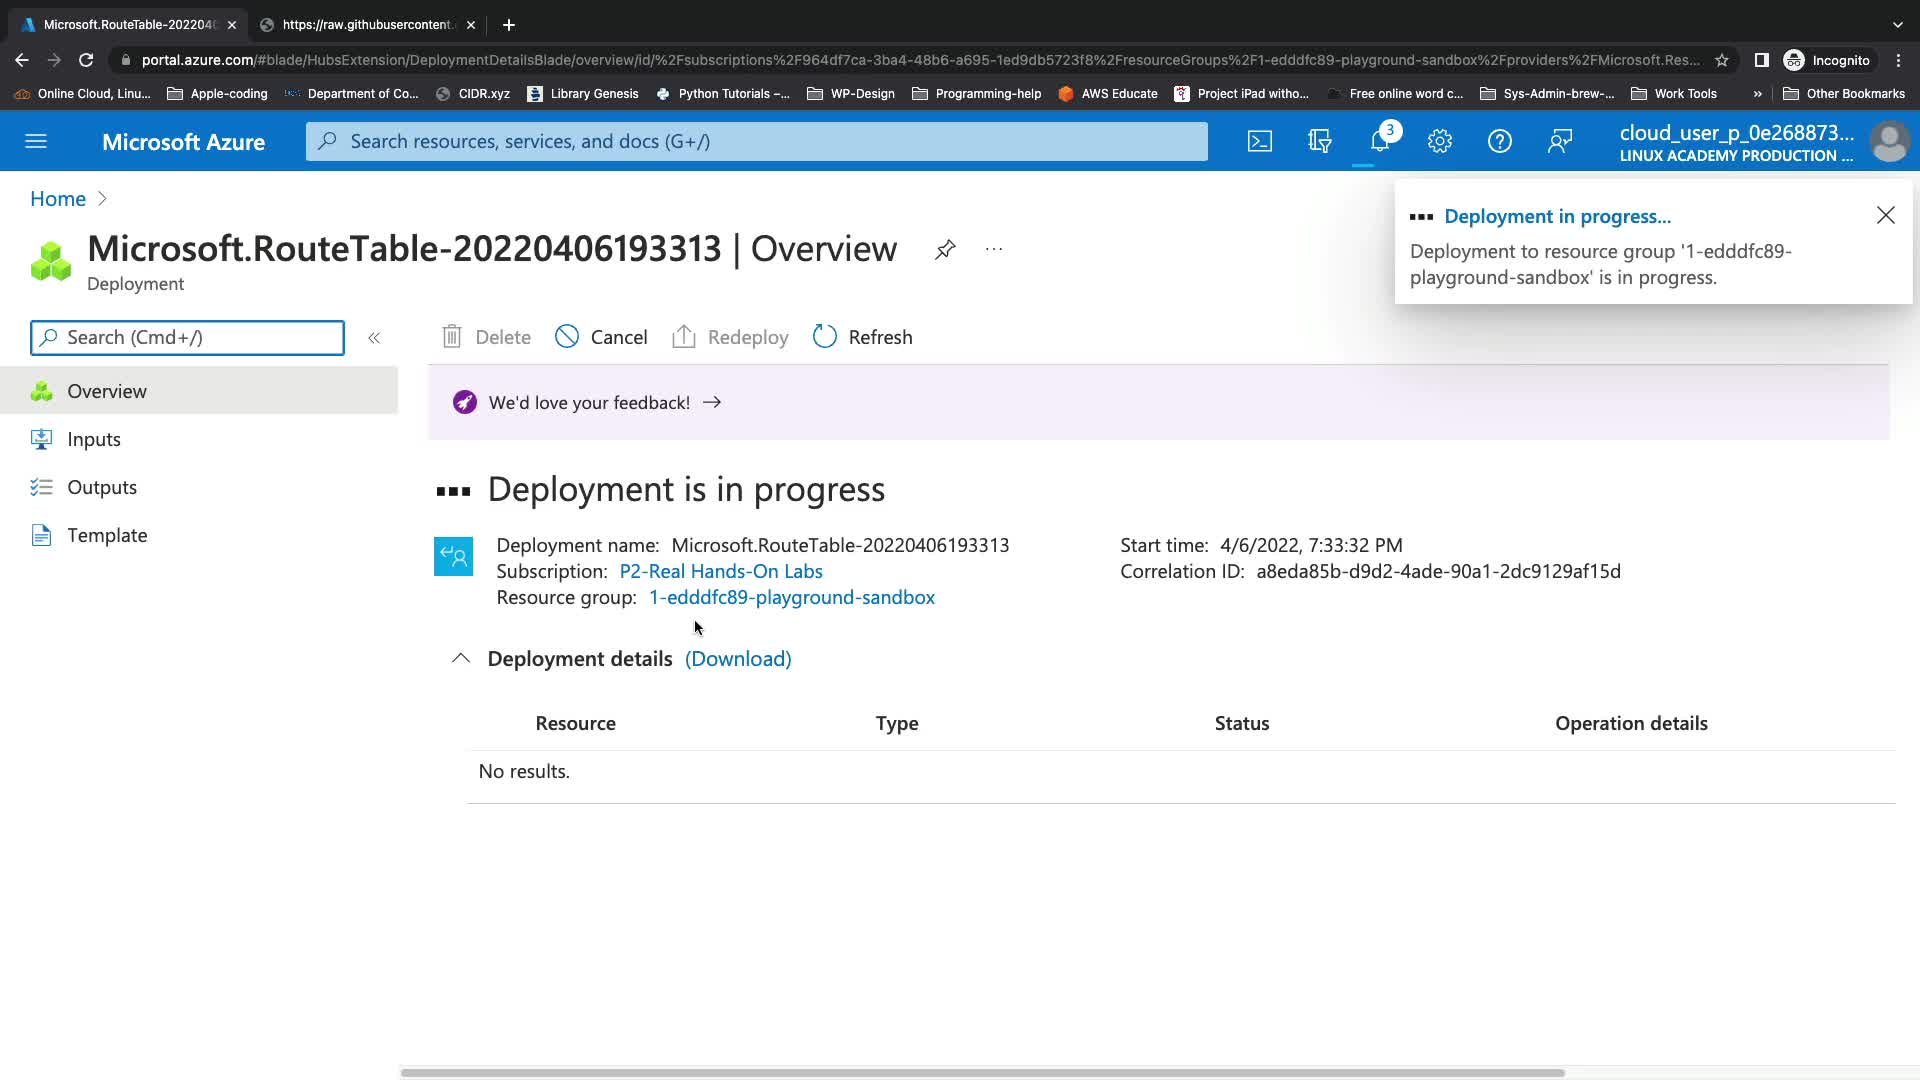 Microsoft.RouteTable-202204
https://raw.githubusercontent.
portal.azure.com/#blade/HubsExtension/DeploymentDetailsBlade/overview/id/%2Fsubscriptions%2F964df7ca-3ba4-48b6-a695-1ed9db5723f8%2FresourceGroups%2F1-edddfc89-playground-sandbox%2Fproviders%2FMicrosoft.Res...
Incognito
Online Cloud, Linu...
Apple-coding
Department of Co...
CIDR.xyz
Library Genesis
Python Tutorials –...
WP-Design
Programming-help
AWS Educate
Project iPad witho...
Free online word c...
Sys-Admin-brew-...
Work Tools
»
Other Bookmarks
Microsoft Azure
Search resources, services, and docs (G+/)
3
cloud_user_p_0e268873...
LINUX ACADEMY PRODUCTION ...
Home
Deployment in progress...
Deployment to resource group '1-edddfc89-
playground-sandbox' is in progress.
Microsoft.RouteTable-20220406193313 | Overview
Deployment
Search (Cmd+/)
Delete
Cancel
Redeploy
Refresh
Overview
Inputs
Outputs
Template
We'd love your feedback! →
Deployment is in progress
Deployment name: Microsoft.RouteTable-20220406193313
Subscription: P2-Real Hands-On Labs
Resource group: 1-edddfc89-playground-sandbox
Start time: 4/6/2022, 7:33:32 PM
Correlation ID: a8eda85b-d9d2-4ade-90a1-2dc9129af15d
Deployment details (Download)
Resource
Type
Status
Operation details
No results.